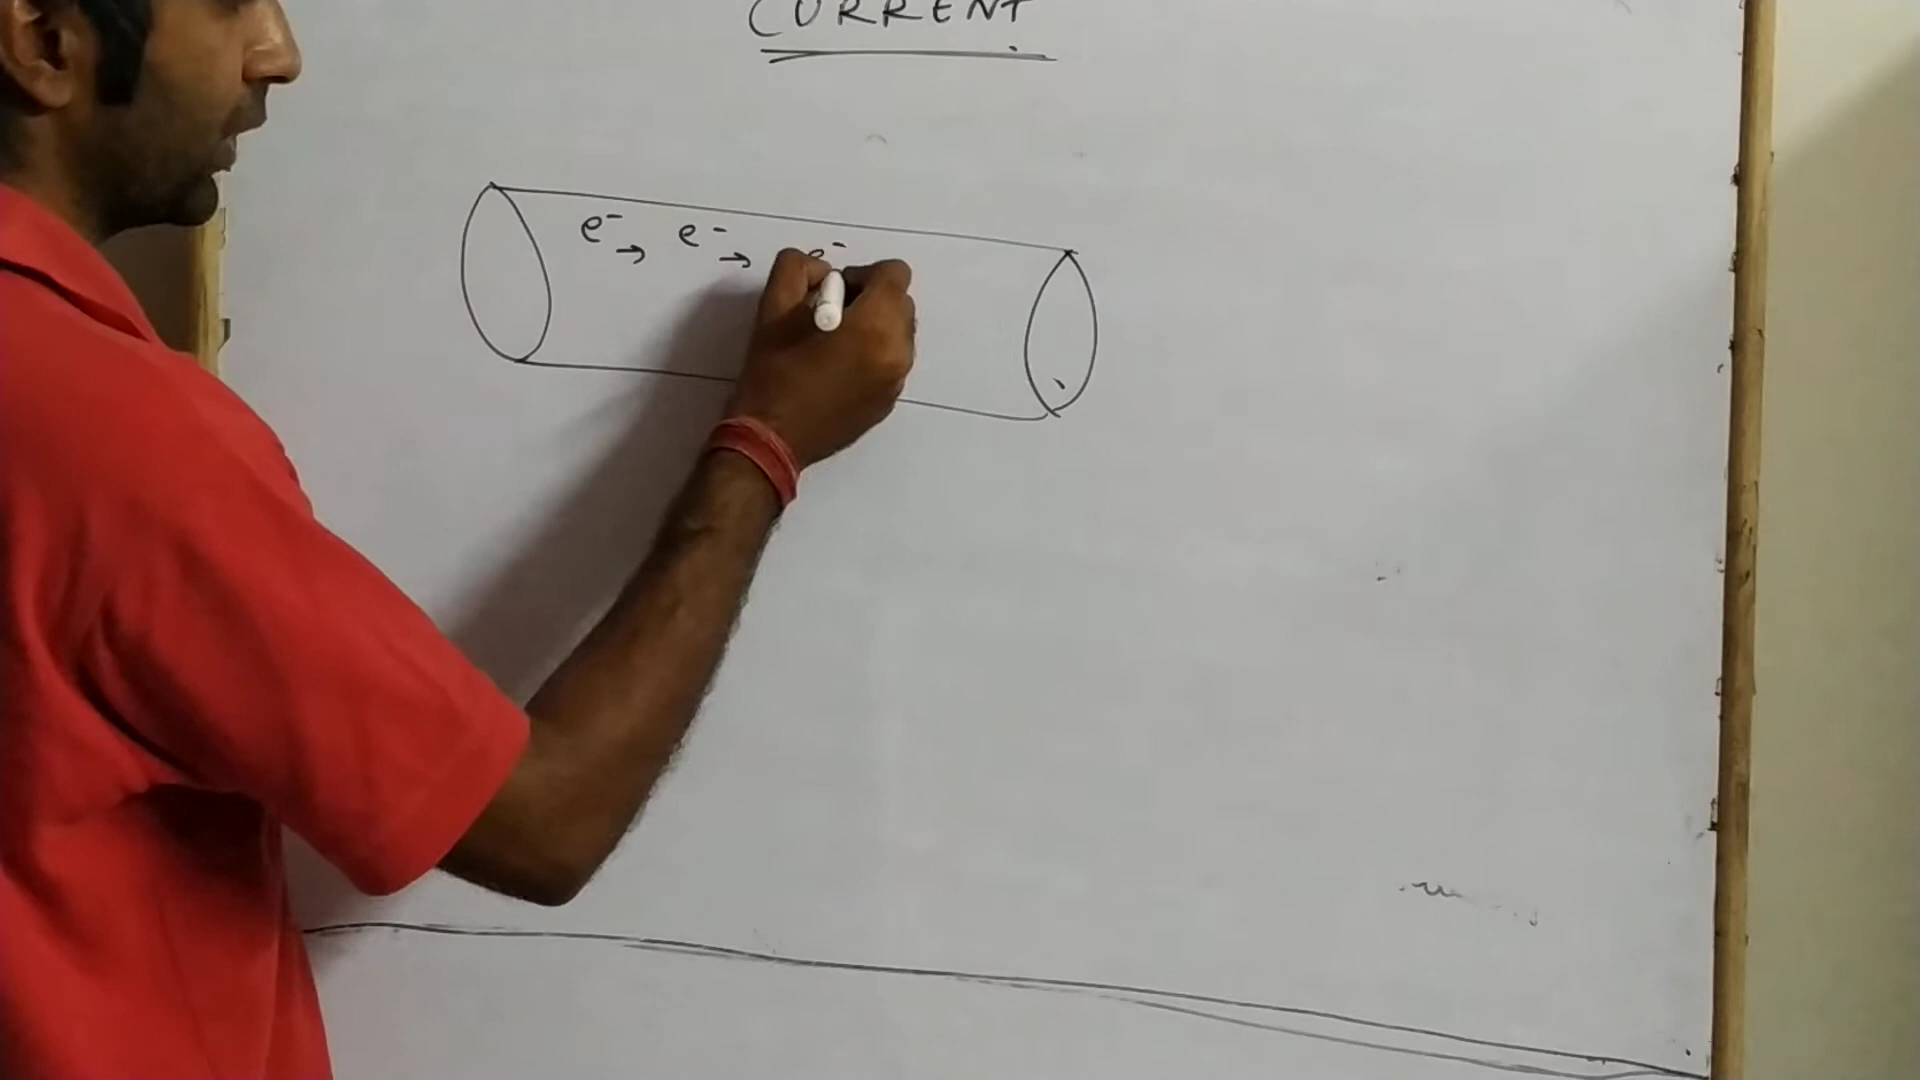 CURRENT
e⁻ → e⁻ → e⁻